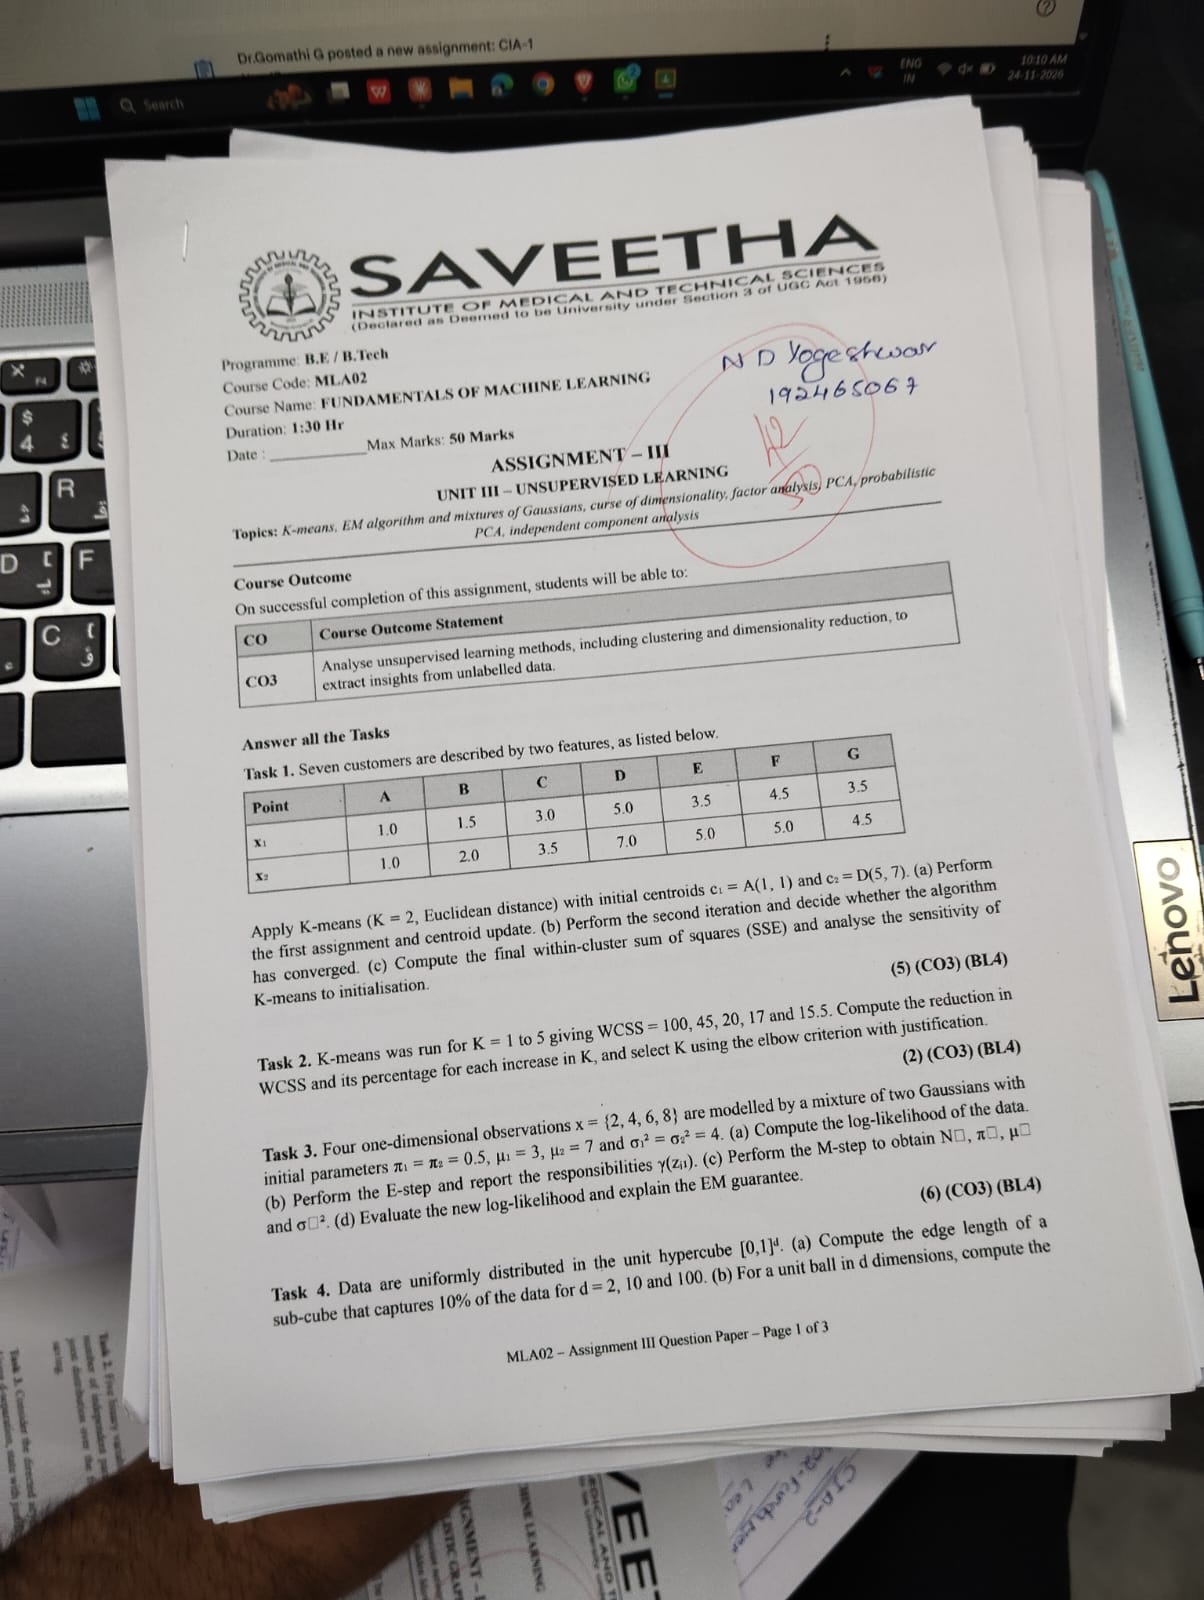 Dr.Gomathi G posted a new assignment: CIA-1
Search
ENG
IN
10:10 AM
24-11-2026
SAVEETHA
INSTITUTE OF MEDICAL AND TECHNICAL SCIENCES
(Declared as Deemed to be University under Section 3 of UGC Act 1956)
N D Yogeshwar
192465067
42
50
Programme: B.E / B.Tech
Course Code: MLA02
Course Name: FUNDAMENTALS OF MACHINE LEARNING
Duration: 1:30 Hr
Date : ____________ Max Marks: 50 Marks
ASSIGNMENT – III
UNIT III – UNSUPERVISED LEARNING
Topics: K-means, EM algorithm and mixtures of Gaussians, curse of dimensionality, factor analysis, PCA, probabilistic
PCA, independent component analysis
Course Outcome
On successful completion of this assignment, students will be able to:
CO Course Outcome Statement
CO3 Analyse unsupervised learning methods, including clustering and dimensionality reduction, to
extract insights from unlabelled data.
Answer all the Tasks
Task 1. Seven customers are described by two features, as listed below.
Point A B C D E F G
x₁ 1.0 1.5 3.0 5.0 3.5 4.5 3.5
x₂ 1.0 2.0 3.5 7.0 5.0 5.0 4.5
Apply K-means (K = 2, Euclidean distance) with initial centroids c₁ = A(1, 1) and c₂ = D(5, 7). (a) Perform
the first assignment and centroid update. (b) Perform the second iteration and decide whether the algorithm
has converged. (c) Compute the final within-cluster sum of squares (SSE) and analyse the sensitivity of
K-means to initialisation.
(5) (CO3) (BL4)
Task 2. K-means was run for K = 1 to 5 giving WCSS = 100, 45, 20, 17 and 15.5. Compute the reduction in
WCSS and its percentage for each increase in K, and select K using the elbow criterion with justification.
(2) (CO3) (BL4)
Task 3. Four one-dimensional observations x = {2, 4, 6, 8} are modelled by a mixture of two Gaussians with
initial parameters π₁ = π₂ = 0.5, μ₁ = 3, μ₂ = 7 and σ₁² = σ₂² = 4. (a) Compute the log-likelihood of the data.
(b) Perform the E-step and report the responsibilities γ(zᵢ₁). (c) Perform the M-step to obtain N□, π□, μ□
and σ□². (d) Evaluate the new log-likelihood and explain the EM guarantee.
(6) (CO3) (BL4)
Task 4. Data are uniformly distributed in the unit hypercube [0,1]ᵈ. (a) Compute the edge length of a
sub-cube that captures 10% of the data for d = 2, 10 and 100. (b) For a unit ball in d dimensions, compute the
MLA02 – Assignment III Question Paper – Page 1 of 3
Lenovo
F4
$
4
R
D
F
C
CIA-2